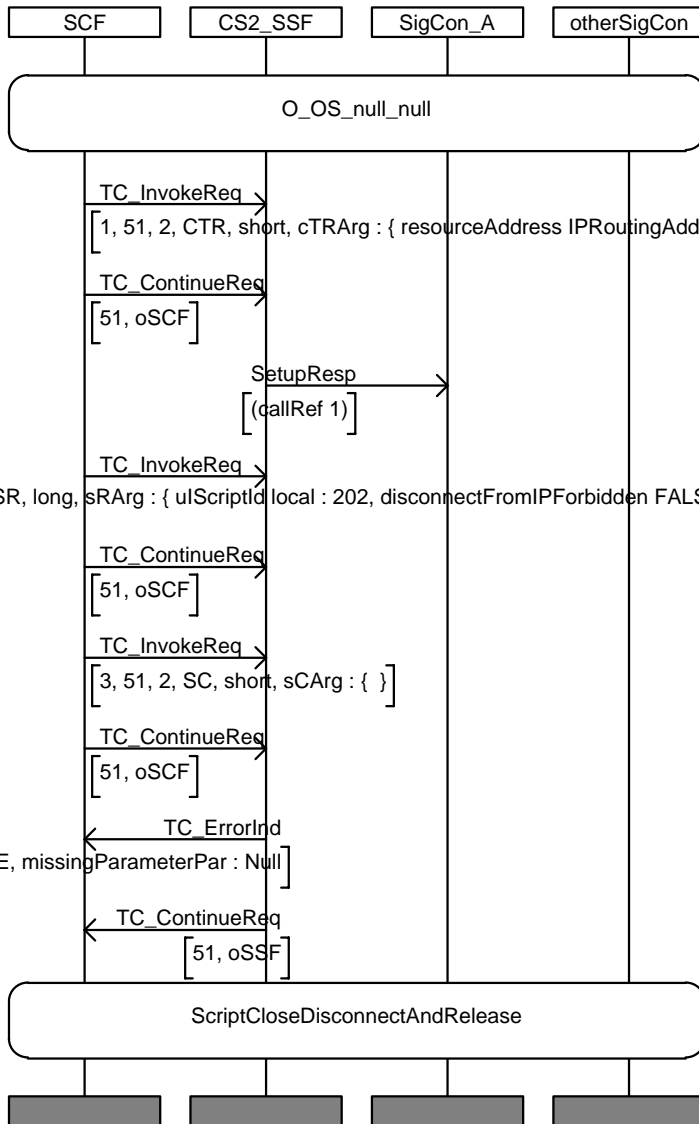 SCF CS2_SSF SigCon_A otherSigCon
O_OS_null_null
TC_InvokeReq
1, 51, 2, CTR, short, cTRArg : { resourceAddress IPRoutingAdd
TC_ContinueReq
51, oSCF
SetupResp
(callRef 1)
TC_InvokeReq
SR, long, sRArg : { uIScriptId local : 202, disconnectFromIPForbidden FALS
TC_ContinueReq
51, oSCF
TC_InvokeReq
3, 51, 2, SC, short, sCArg : { }
TC_ContinueReq
51, oSCF
TC_ErrorInd
E, missingParameterPar : Null
TC_ContinueReq
51, oSSF
ScriptCloseDisconnectAndRelease